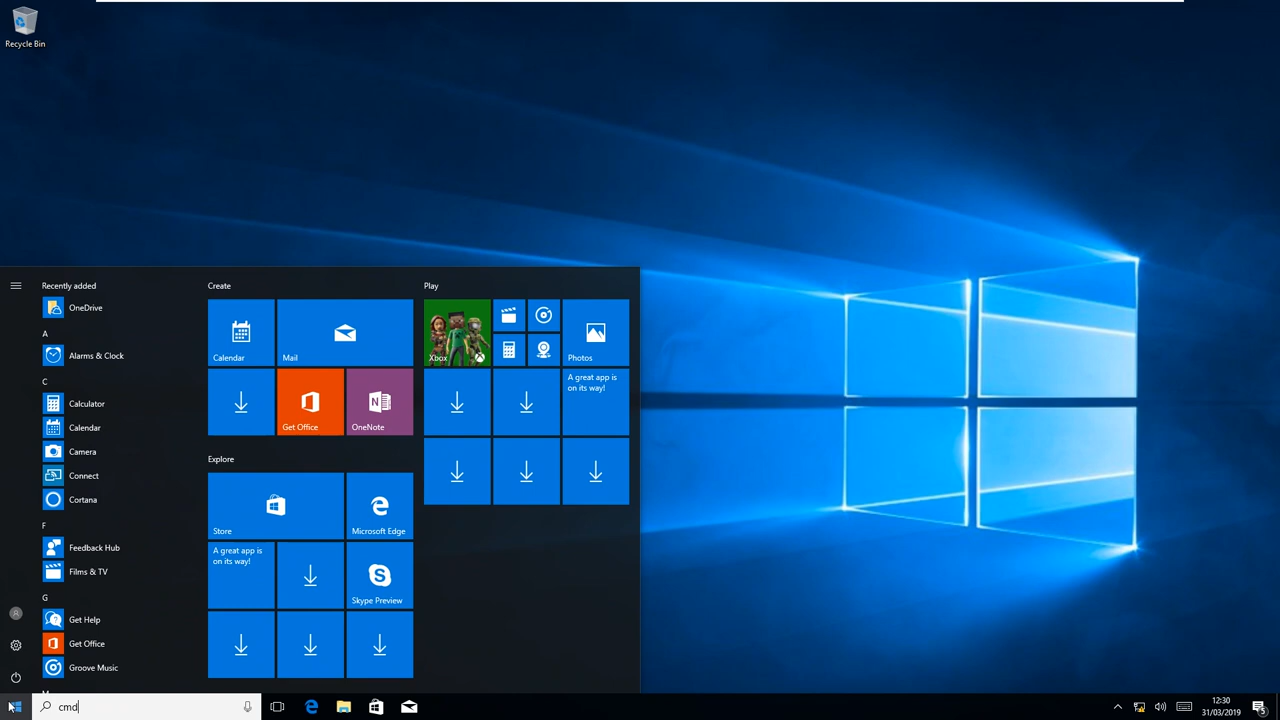 Recycle Bin
Recently added
OneDrive
A
Alarms & Clock
C
Calculator
Calendar
Camera
Connect
Cortana
F
Feedback Hub
Films & TV
G
Get Help
Get Office
Groove Music
M
Create
Calendar
Mail
Get Office
OneNote
Explore
Store
Microsoft Edge
A great app is
on its way!
Skype Preview
Play
Xbox
Photos
A great app is
on its way!
cmd
12:30
31/03/2019
5